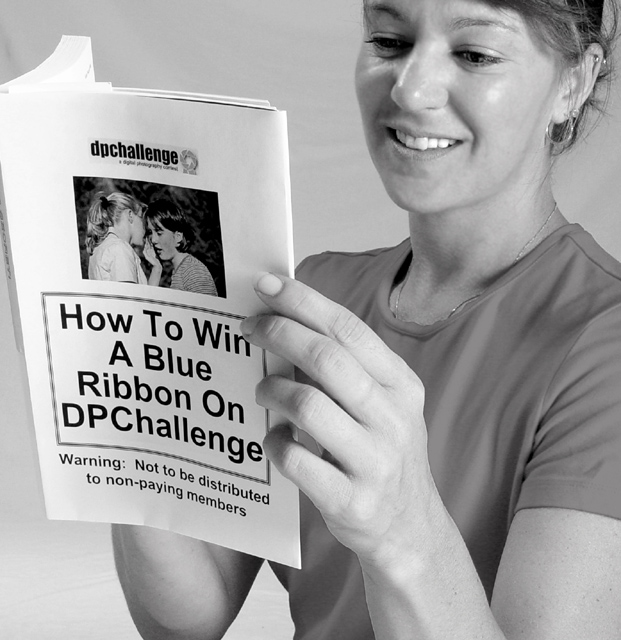 dpchallenge
a digital photography contest
How To Win
A Blue
Ribbon On
DPChallenge
Warning: Not to be distributed
to non-paying members